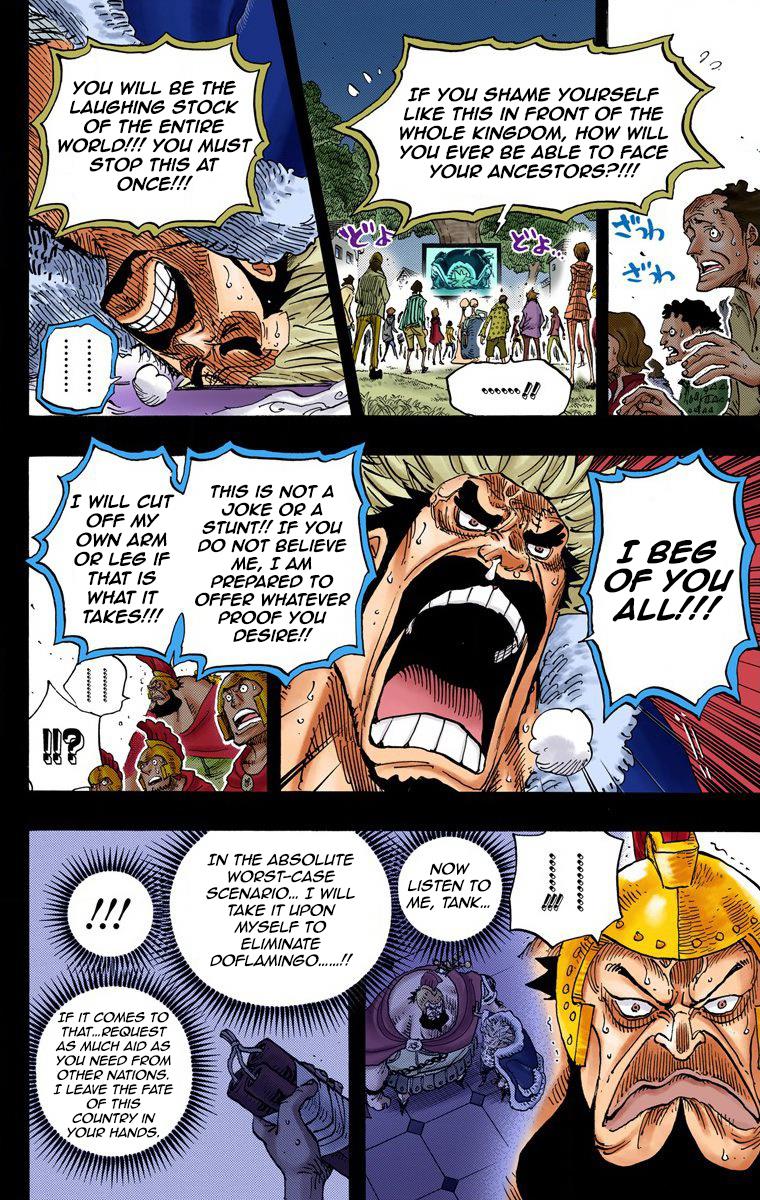 IF YOU SHAME YOURSELF
LIKE THIS IN FRONT OF THE
WHOLE KINGDOM, HOW WILL
YOU EVER BE ABLE TO FACE
YOUR ANCESTORS?!!!
ざわ
ざわ
どよ…
どよ
........!!
YOU WILL BE THE
LAUGHING STOCK
OF THE ENTIRE
WORLD!!! YOU MUST
STOP THIS AT
ONCE!!!
I BEG
OF YOU
ALL!!!
THIS IS NOT A
JOKE OR A
STUNT!! IF YOU
DO NOT BELIEVE
ME, I AM
PREPARED TO
OFFER WHATEVER
PROOF YOU
DESIRE!!
I WILL CUT
OFF MY
OWN ARM
OR LEG IF
THAT IS
WHAT IT
TAKES!!!
!!?
!!!
NOW
LISTEN TO
ME, TANK...
IN THE ABSOLUTE
WORST-CASE
SCENARIO... I WILL
TAKE IT UPON
MYSELF TO
ELIMINATE
DOFLAMINGO......!!
!!!
IF IT COMES TO
THAT...REQUEST
AS MUCH AID AS
YOU NEED FROM
OTHER NATIONS.
I LEAVE THE FATE
OF THIS
COUNTRY IN
YOUR HANDS.